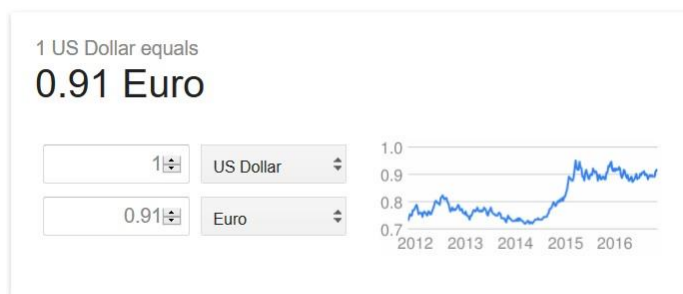 1 US Dollar equals
0.91 Euro
1 US Dollar
0.91 Euro
1.0
0.9
0.8
0.7
2012 2013 2014 2015 2016